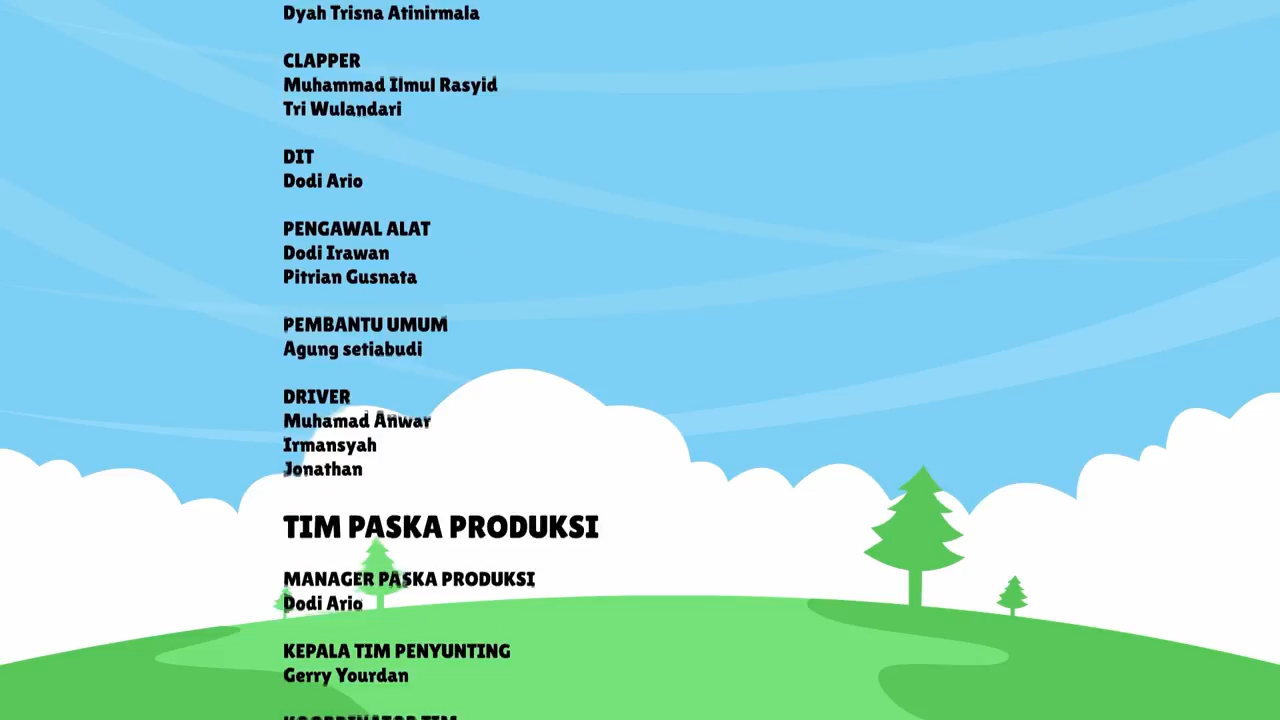 Dyah Trisna Atinirmala
CLAPPER
Muhammad Ilmul Rasyid
Tri Wulandari
DIT
Dodi Ario
PENGAWAL ALAT
Dodi Irawan
Pitrian Gusnata
PEMBANTU UMUM
Agung setiabudi
DRIVER
Muhamad Anwar
Irmansyah
Jonathan
TIM PASKA PRODUKSI
MANAGER PASKA PRODUKSI
Dodi Ario
KEPALA TIM PENYUNTING
Gerry Yourdan
KOORDINATOR TIM